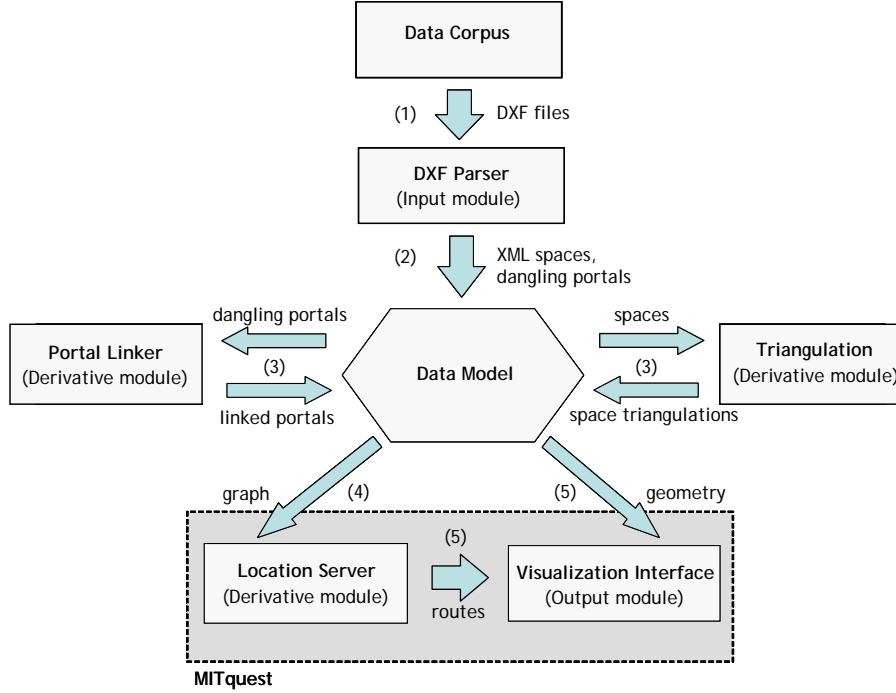 Data Corpus
(1)
DXF files
DXF Parser
(Input module)
(2)
XML spaces,
dangling portals
dangling portals
spaces
Portal Linker
(Derivative module)
(3)
linked portals
Data Model
(3)
Triangulation
(Derivative module)
space triangulations
graph
(4)
(5)
geometry
Location Server
(Derivative module)
(5)
routes
Visualization Interface
(Output module)
MITquest